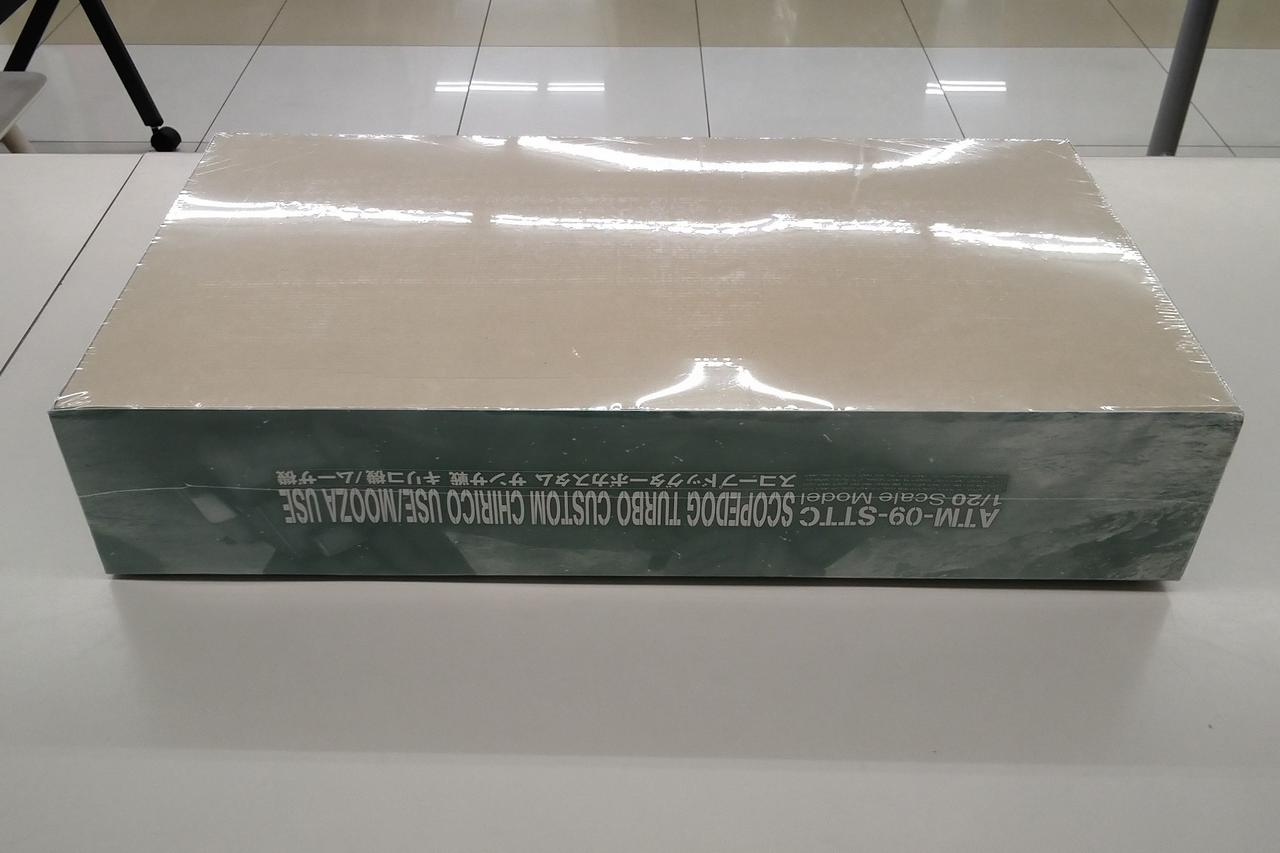 ATM-09-STTC SCOPEDOG TURBO CUSTOM CHIRICO USE/MOOZA USE
1/20 Scale Model スコープドッグターボカスタム サンサ戦 キリコ機/ムーザ機